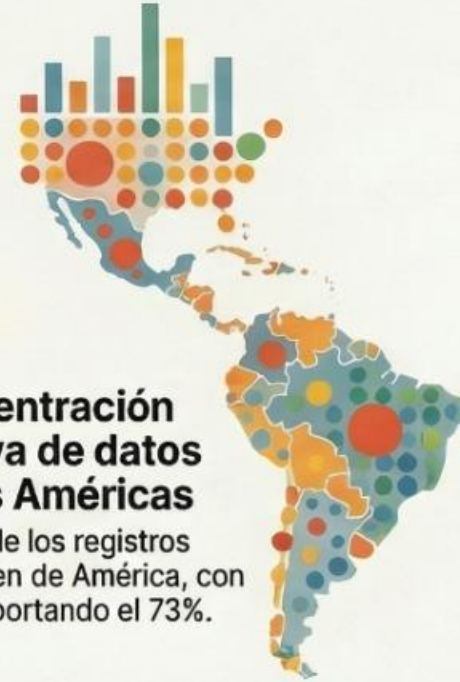 entración
va de datos
s Américas
de los registros
en de América, con
portando el 73%.